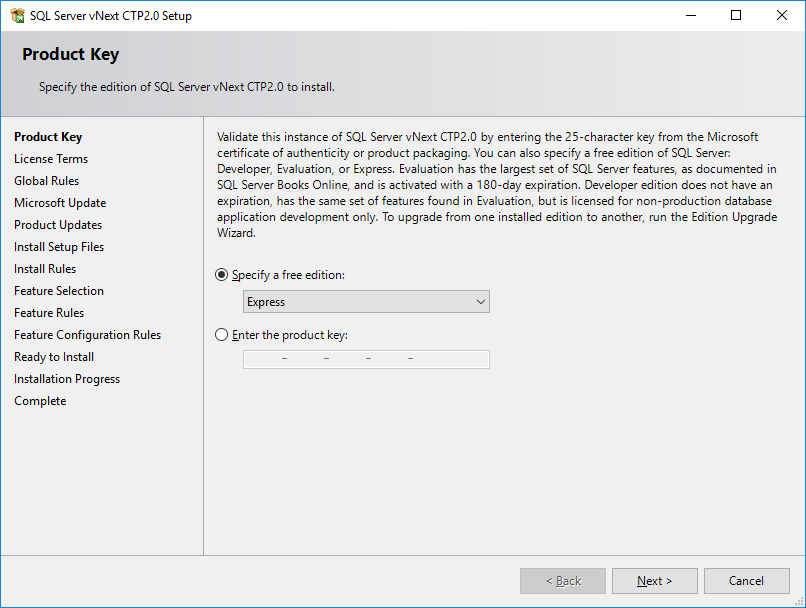 SQL Server vNext CTP2.0 Setup
Product Key
Specify the edition of SQL Server vNext CTP2.0 to install.
Product Key
License Terms
Global Rules
Microsoft Update
Product Updates
Install Setup Files
Install Rules
Feature Selection
Feature Rules
Feature Configuration Rules
Ready to Install
Installation Progress
Complete
Validate this instance of SQL Server vNext CTP2.0 by entering the 25-character key from the Microsoft
certificate of authenticity or product packaging. You can also specify a free edition of SQL Server:
Developer, Evaluation, or Express. Evaluation has the largest set of SQL Server features, as documented in
SQL Server Books Online, and is activated with a 180-day expiration. Developer edition does not have an
expiration, has the same set of features found in Evaluation, but is licensed for non-production database
application development only. To upgrade from one installed edition to another, run the Edition Upgrade
Wizard.
Specify a free edition:
Express
Enter the product key:
– – – –
< Back
Next >
Cancel